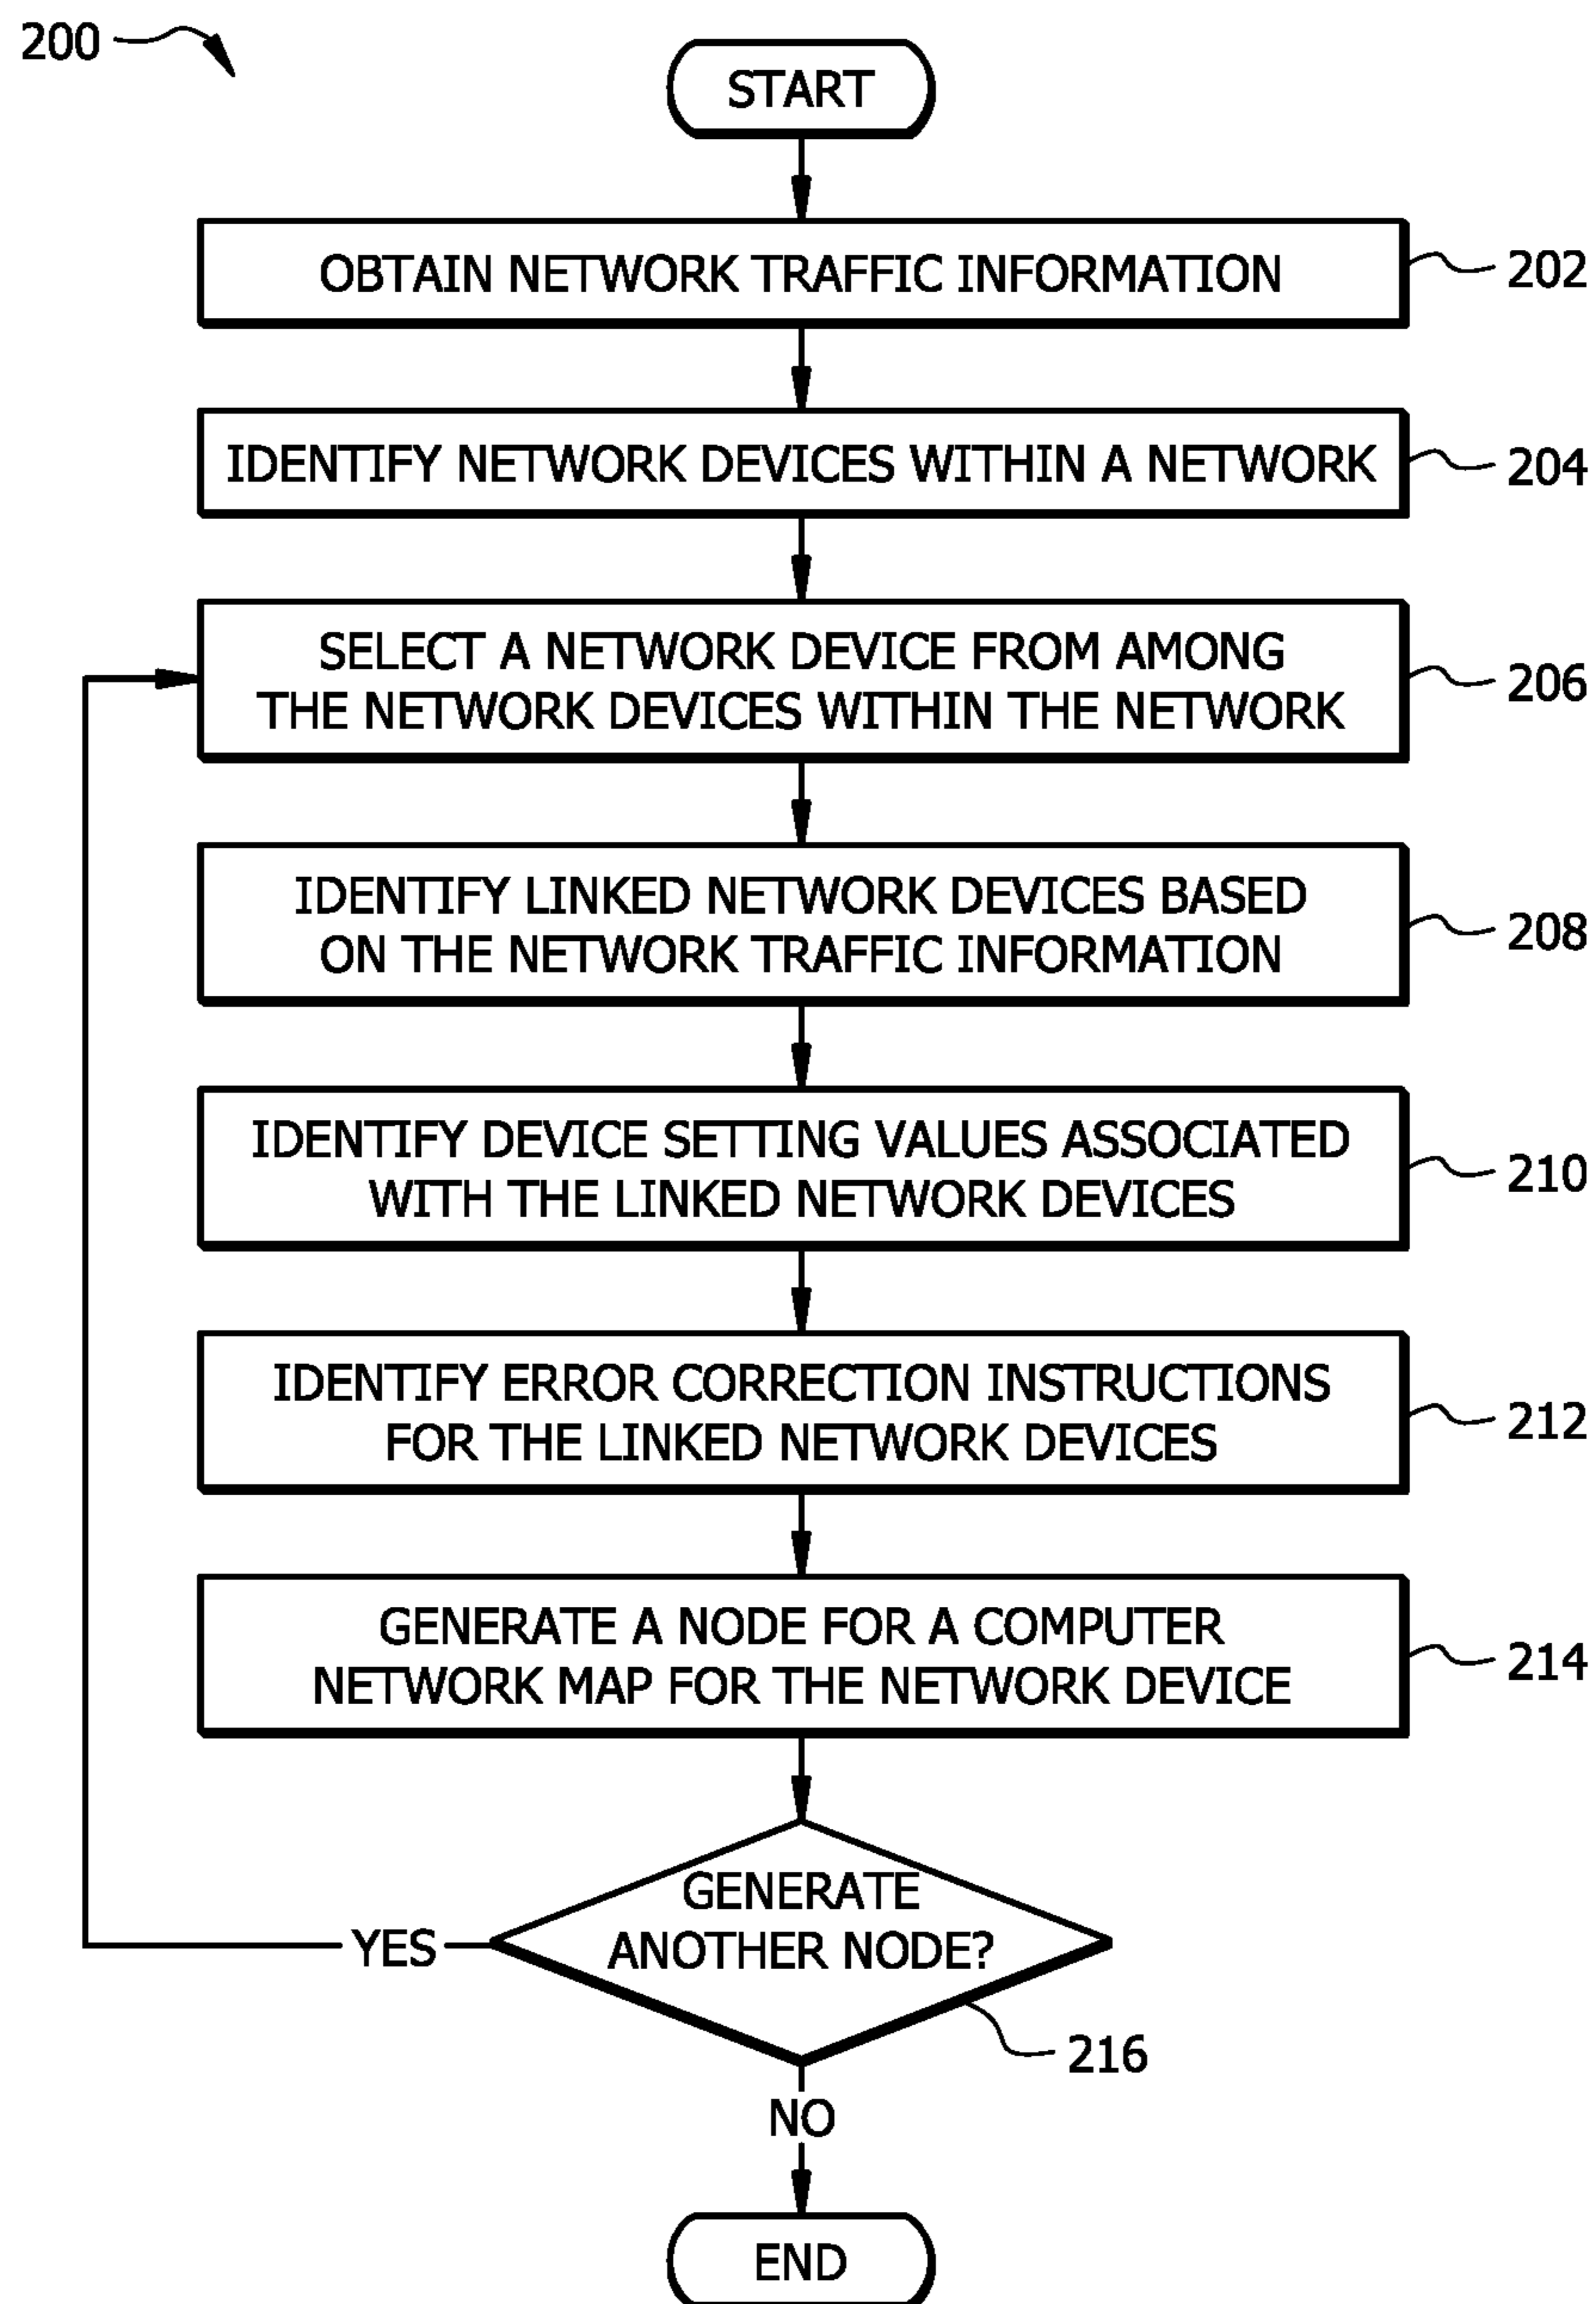 200
START
OBTAIN NETWORK TRAFFIC INFORMATION
202
IDENTIFY NETWORK DEVICES WITHIN A NETWORK
204
SELECT A NETWORK DEVICE FROM AMONG
THE NETWORK DEVICES WITHIN THE NETWORK
206
IDENTIFY LINKED NETWORK DEVICES BASED
ON THE NETWORK TRAFFIC INFORMATION
208
IDENTIFY DEVICE SETTING VALUES ASSOCIATED
WITH THE LINKED NETWORK DEVICES
210
IDENTIFY ERROR CORRECTION INSTRUCTIONS
FOR THE LINKED NETWORK DEVICES
212
GENERATE A NODE FOR A COMPUTER
NETWORK MAP FOR THE NETWORK DEVICE
214
GENERATE
ANOTHER NODE?
YES
216
NO
END